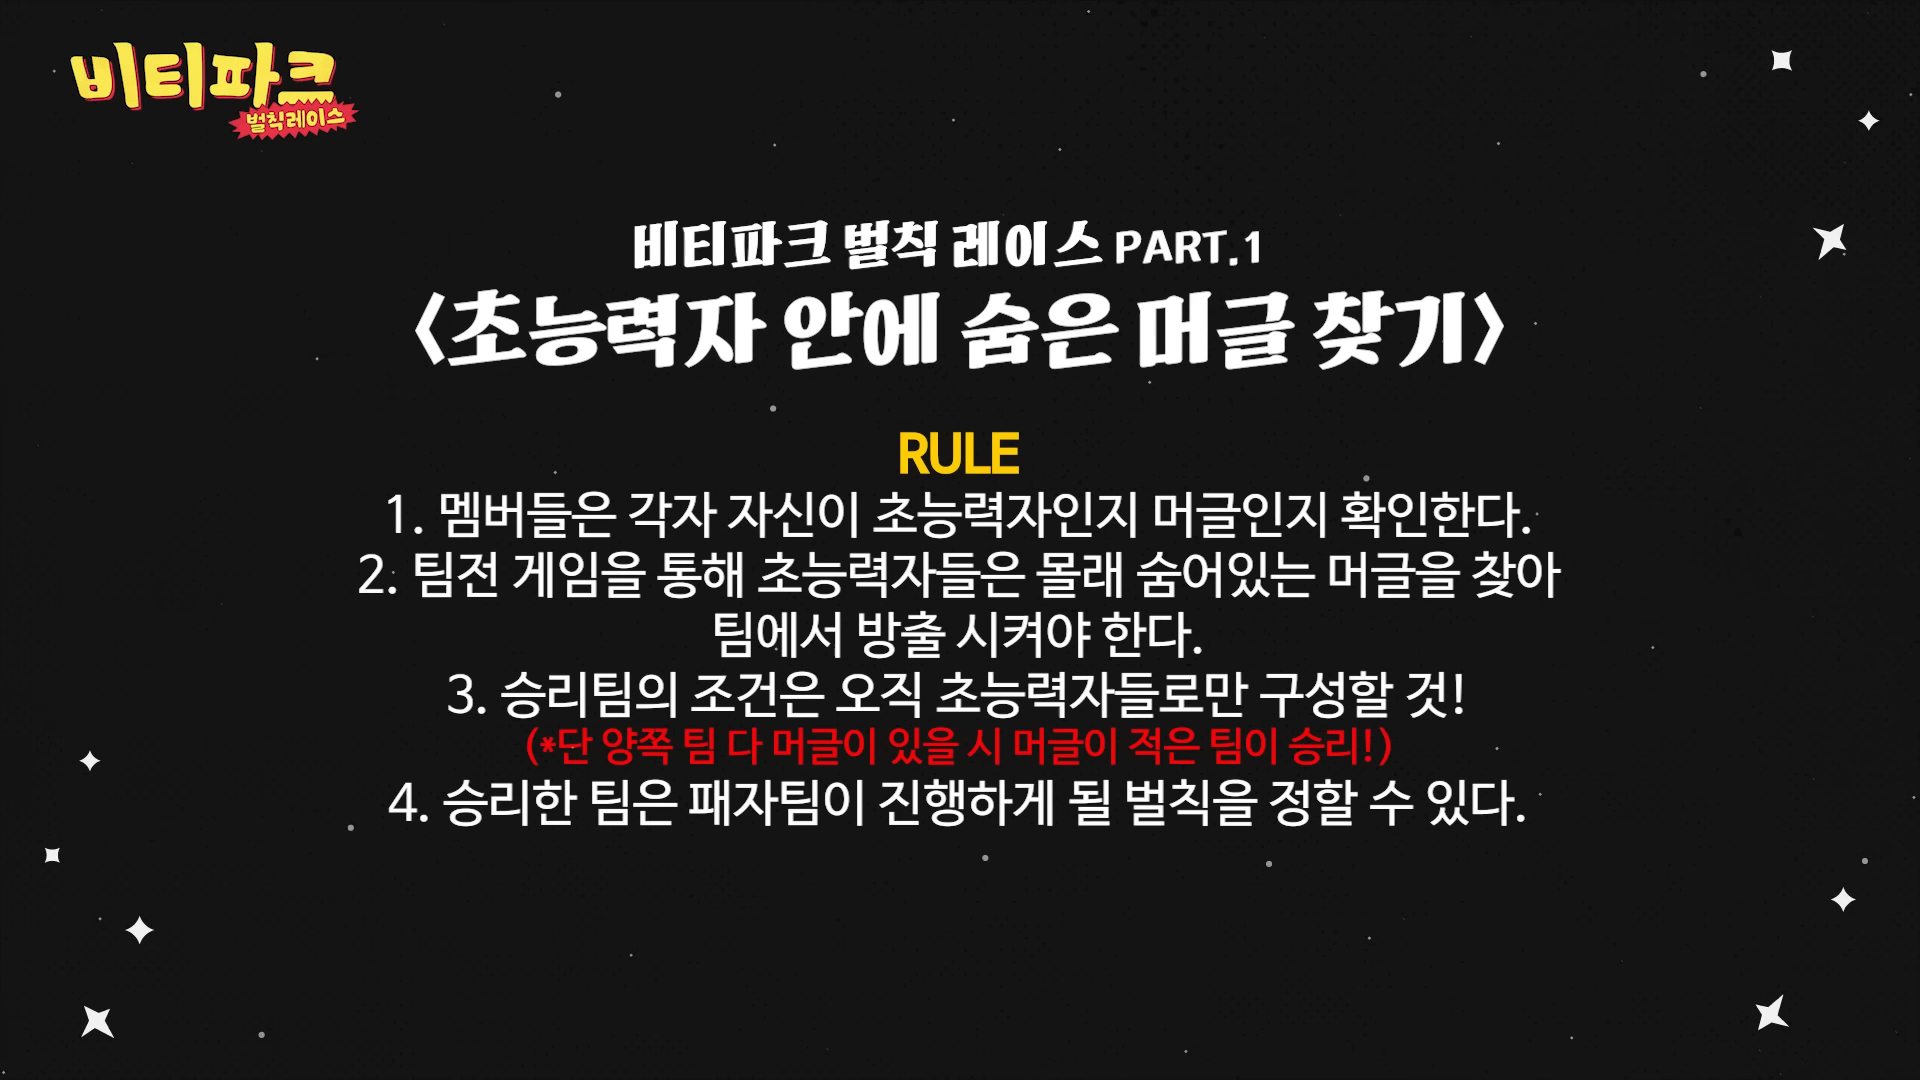 비티파크
벌칙레이스
비티파크 벌칙 레이스 PART.1
<초능력자 안에 숨은 머글 찾기>
RULE
1. 멤버들은 각자 자신이 초능력자인지 머글인지 확인한다.
2. 팀전 게임을 통해 초능력자들은 몰래 숨어있는 머글을 찾아
팀에서 방출 시켜야 한다.
3. 승리팀의 조건은 오직 초능력자들로만 구성할 것!
(*단 양쪽 팀 다 머글이 있을 시 머글이 적은 팀이 승리!)
4. 승리한 팀은 패자팀이 진행하게 될 벌칙을 정할 수 있다.